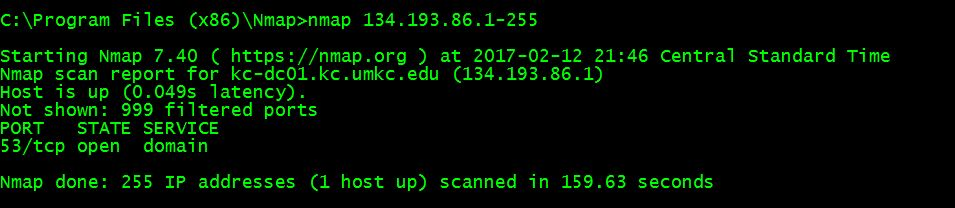 C:\Program Files (x86)\Nmap>nmap 134.193.86.1-255
Starting Nmap 7.40 ( https://nmap.org ) at 2017-02-12 21:46 Central Standard Time
Nmap scan report for kc-dc01.kc.umkc.edu (134.193.86.1)
Host is up (0.049s latency).
Not shown: 999 filtered ports
PORT   STATE SERVICE
53/tcp open  domain
Nmap done: 255 IP addresses (1 host up) scanned in 159.63 seconds